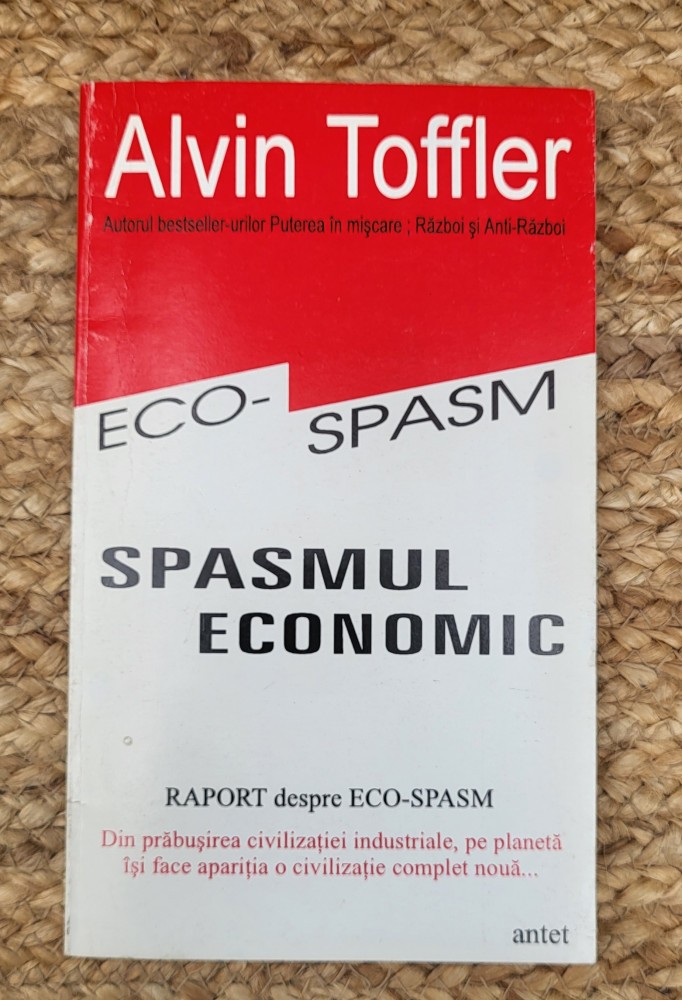 Alvin Toffler
Autorul bestseller-urilor Puterea în mişcare ; Război şi Anti-Război
ECO-SPASM
SPASMUL
ECONOMIC
RAPORT despre ECO-SPASM
Din prăbuşirea civilizaţiei industriale, pe planetă
îşi face apariţia o civilizaţie complet nouă...
antet